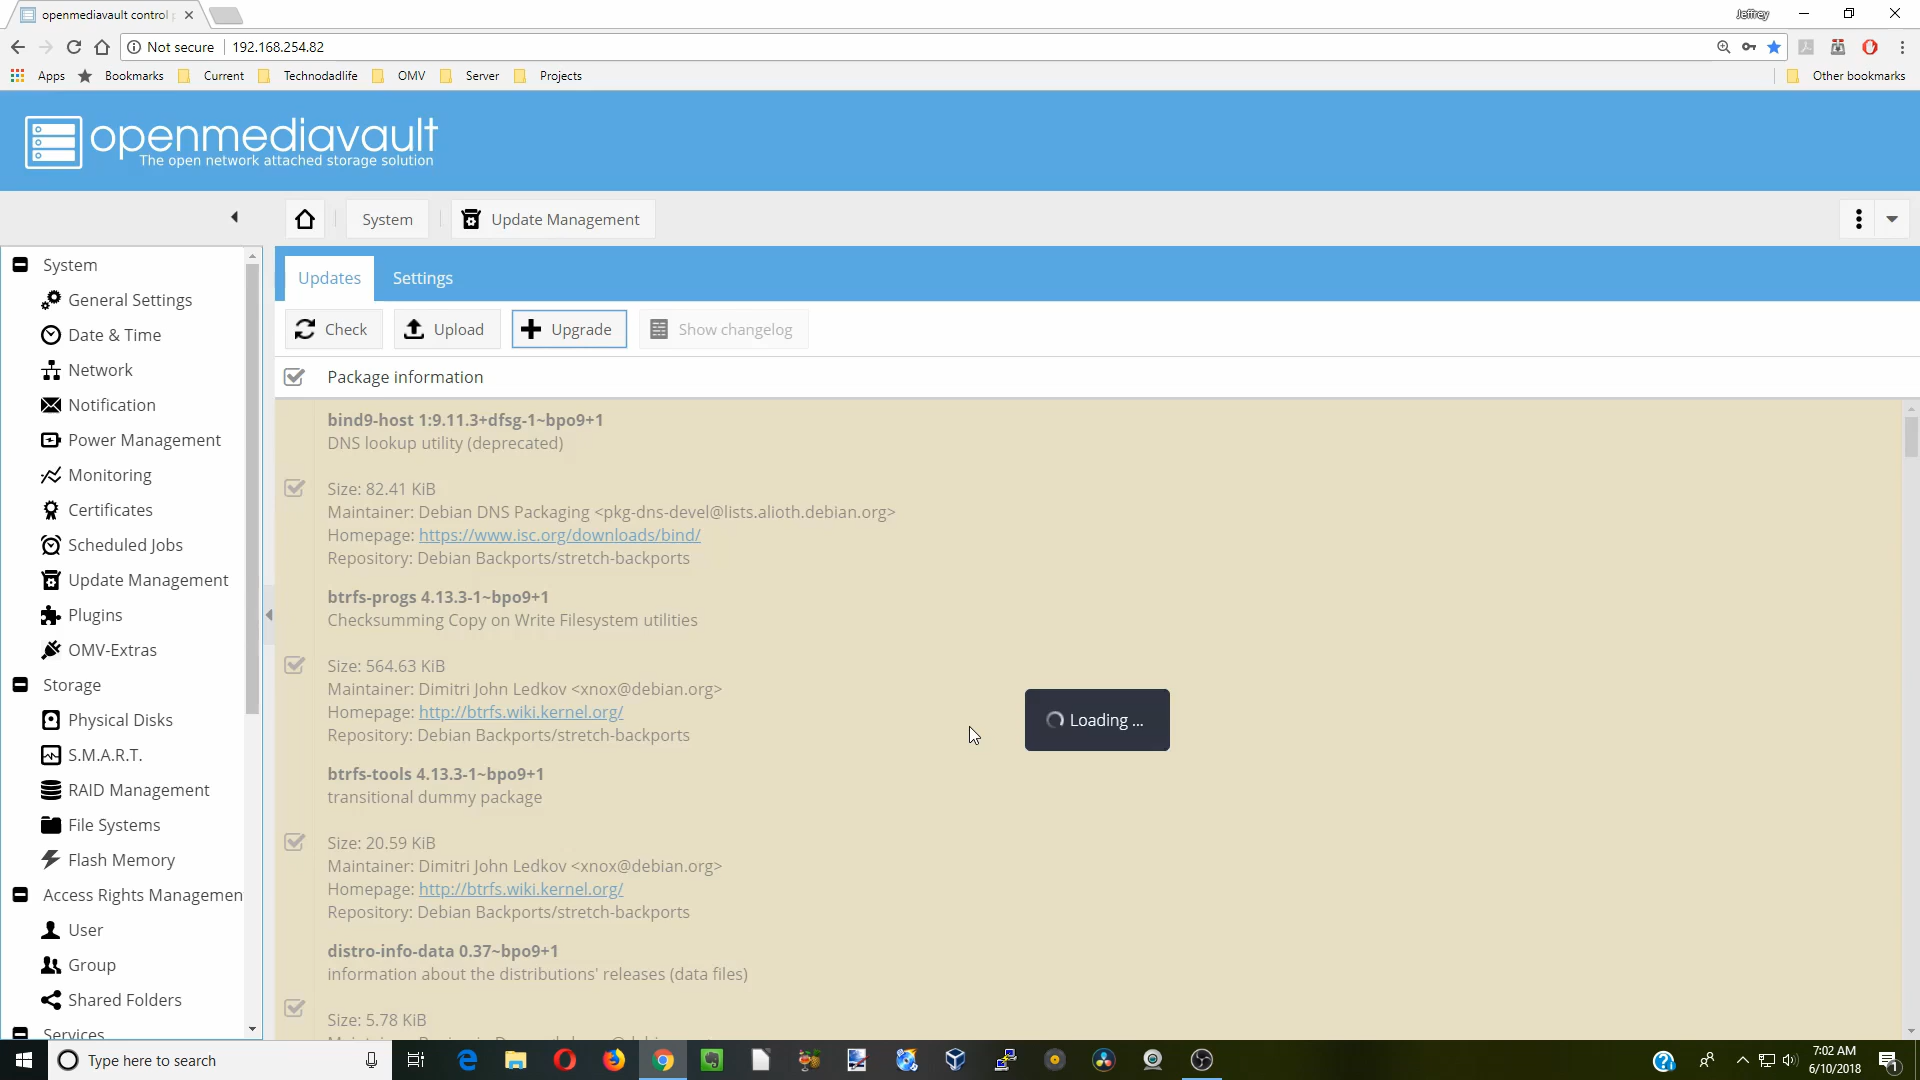 openmediavault control
Jeffrey
Not secure
192.168.254.82
Apps
Bookmarks
Current
Technodadlife
OMV
Server
Projects
Other bookmarks
openmediavault
The open network attached storage solution
System
Update Management
System
General Settings
Date & Time
Network
Notification
Power Management
Monitoring
Certificates
Scheduled Jobs
Update Management
Plugins
OMV-Extras
Storage
Physical Disks
S.M.A.R.T.
RAID Management
File Systems
Flash Memory
Access Rights Managemen
User
Group
Shared Folders
Services
Updates
Settings
Check
Upload
Upgrade
Show changelog
Package information
bind9-host 1:9.11.3+dfsg-1~bpo9+1
DNS lookup utility (deprecated)
Size: 82.41 KiB
Maintainer: Debian DNS Packaging <pkg-dns-devel@lists.alioth.debian.org>
Homepage: https://www.isc.org/downloads/bind/
Repository: Debian Backports/stretch-backports
btrfs-progs 4.13.3-1~bpo9+1
Checksumming Copy on Write Filesystem utilities
Size: 564.63 KiB
Maintainer: Dimitri John Ledkov <xnox@debian.org>
Homepage: http://btrfs.wiki.kernel.org/
Repository: Debian Backports/stretch-backports
btrfs-tools 4.13.3-1~bpo9+1
transitional dummy package
Size: 20.59 KiB
Maintainer: Dimitri John Ledkov <xnox@debian.org>
Homepage: http://btrfs.wiki.kernel.org/
Repository: Debian Backports/stretch-backports
distro-info-data 0.37~bpo9+1
information about the distributions' releases (data files)
Size: 5.78 KiB
Loading ...
Type here to search
7:02 AM
6/10/2018
1